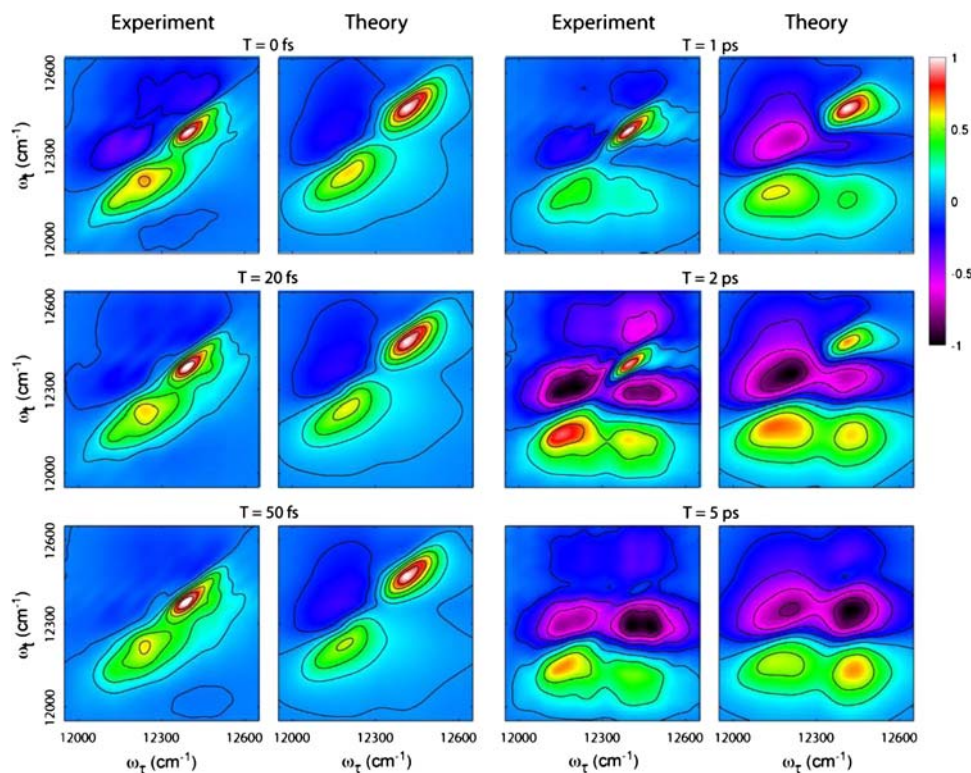 Experiment Theory Experiment Theory
T = 0 fs T = 1 ps
12600
12300
12000
ωt (cm-1)
1
0.5
0
-0.5
-1
T = 20 fs T = 2 ps
12600
12300
12000
ωt (cm-1)
T = 50 fs T = 5 ps
12600
12300
12000
ωt (cm-1)
12000 12300 12600 12000 12300 12600 12000 12300 12600 12000 12300 12600
ωτ (cm-1) ωτ (cm-1) ωτ (cm-1) ωτ (cm-1)